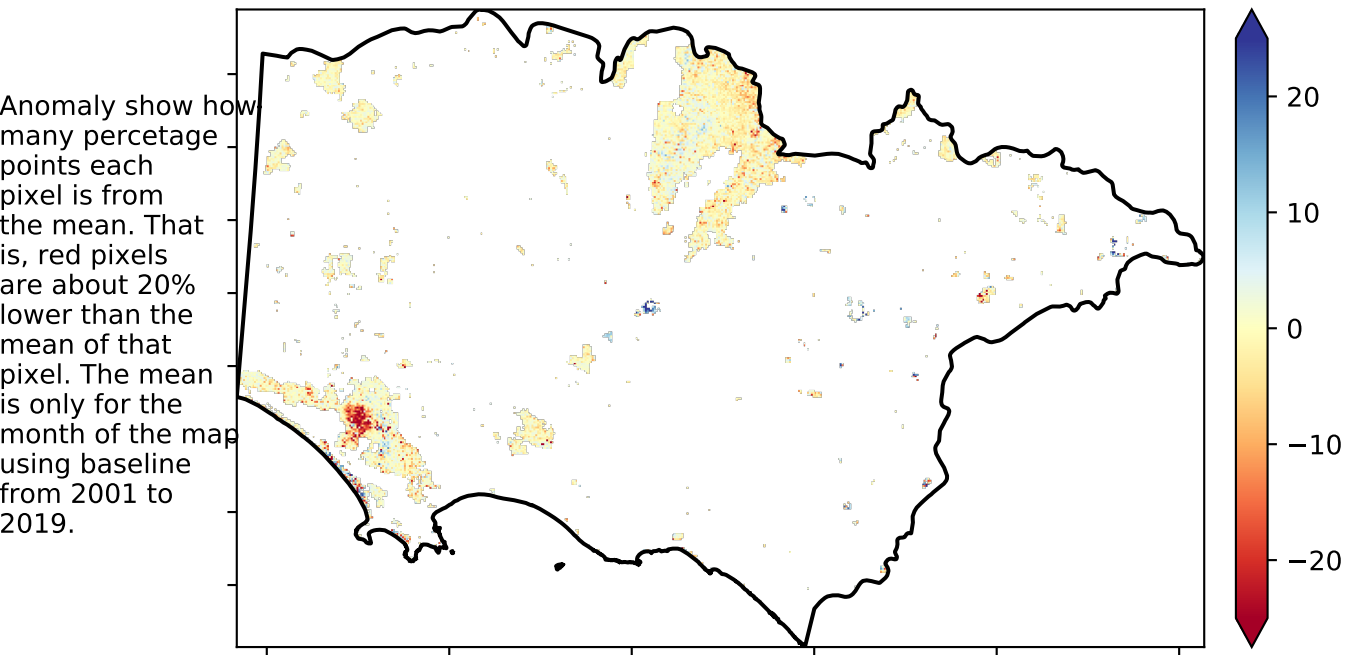 Anomaly show how
many percetage
points each
pixel is from
the mean. That
is, red pixels
are about 20%
lower than the
mean of that
pixel. The mean
is only for the
month of the map
using baseline
from 2001 to
2019.
20
10
0
−10
−20